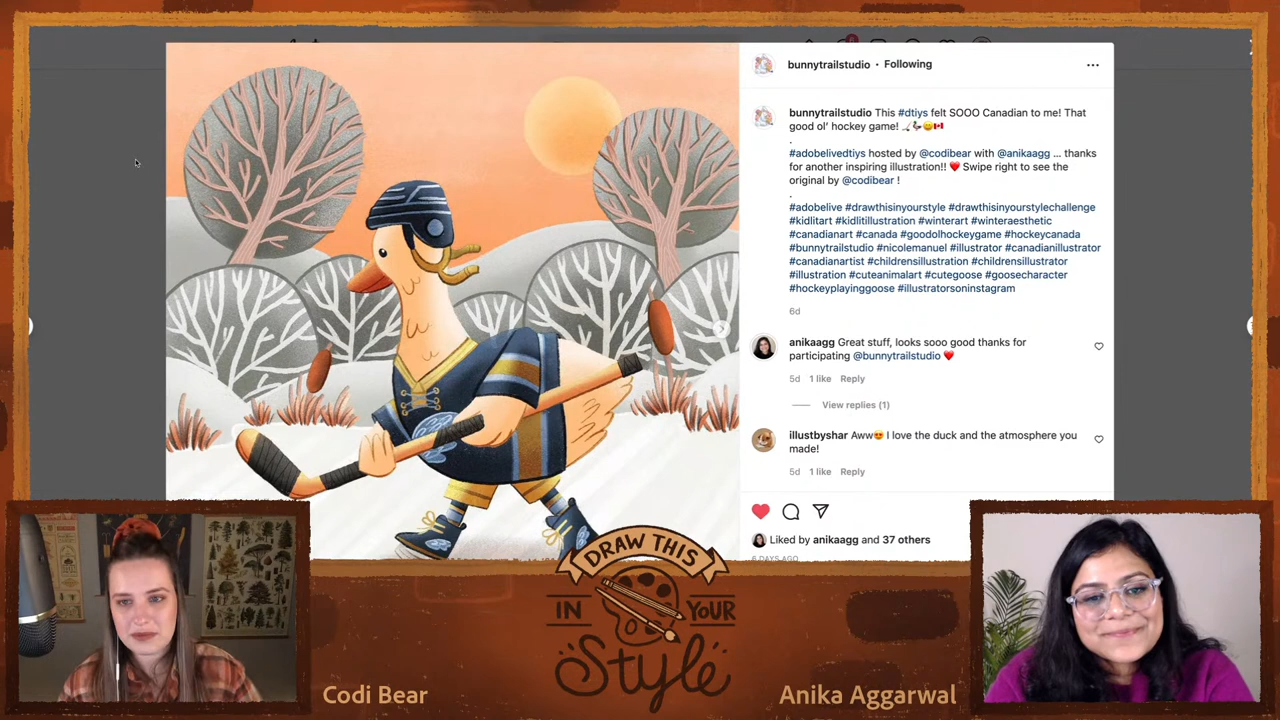 bunnytrailstudio • Following
bunnytrailstudio This #dtiys felt SOOO Canadian to me! That
good ol' hockey game! 🏒🦆😄🇨🇦
.
#adobelivedtiys hosted by @codibear with @anikaagg ... thanks
for another inspiring illustration!! ❤️ Swipe right to see the
original by @codibear !
.
#adobelive #drawthisinyourstyle #drawthisinyourstylechallenge
#kidlitart #kidlitillustration #winterart #winteraesthetic
#canadianart #canada #goodolhockeygame #hockeycanada
#bunnytrailstudio #nicolemanuel #illustrator #canadianillustrator
#canadianartist #childrensillustration #childrensillustrator
#illustration #cuteanimalart #cutegoose #goosecharacter
#hockeyplayinggoose #illustratorsoninstagram
6d
anikaagg Great stuff, looks sooo good thanks for
participating @bunnytrailstudio ❤️
5d 1 like Reply
View replies (1)
illustbyshar Aww😍 I love the duck and the atmosphere you
made!
5d 1 like Reply
Liked by anikaagg and 37 others
6 DAYS AGO
DRAW THIS
IN YOUR
Style
Codi Bear
Anika Aggarwal